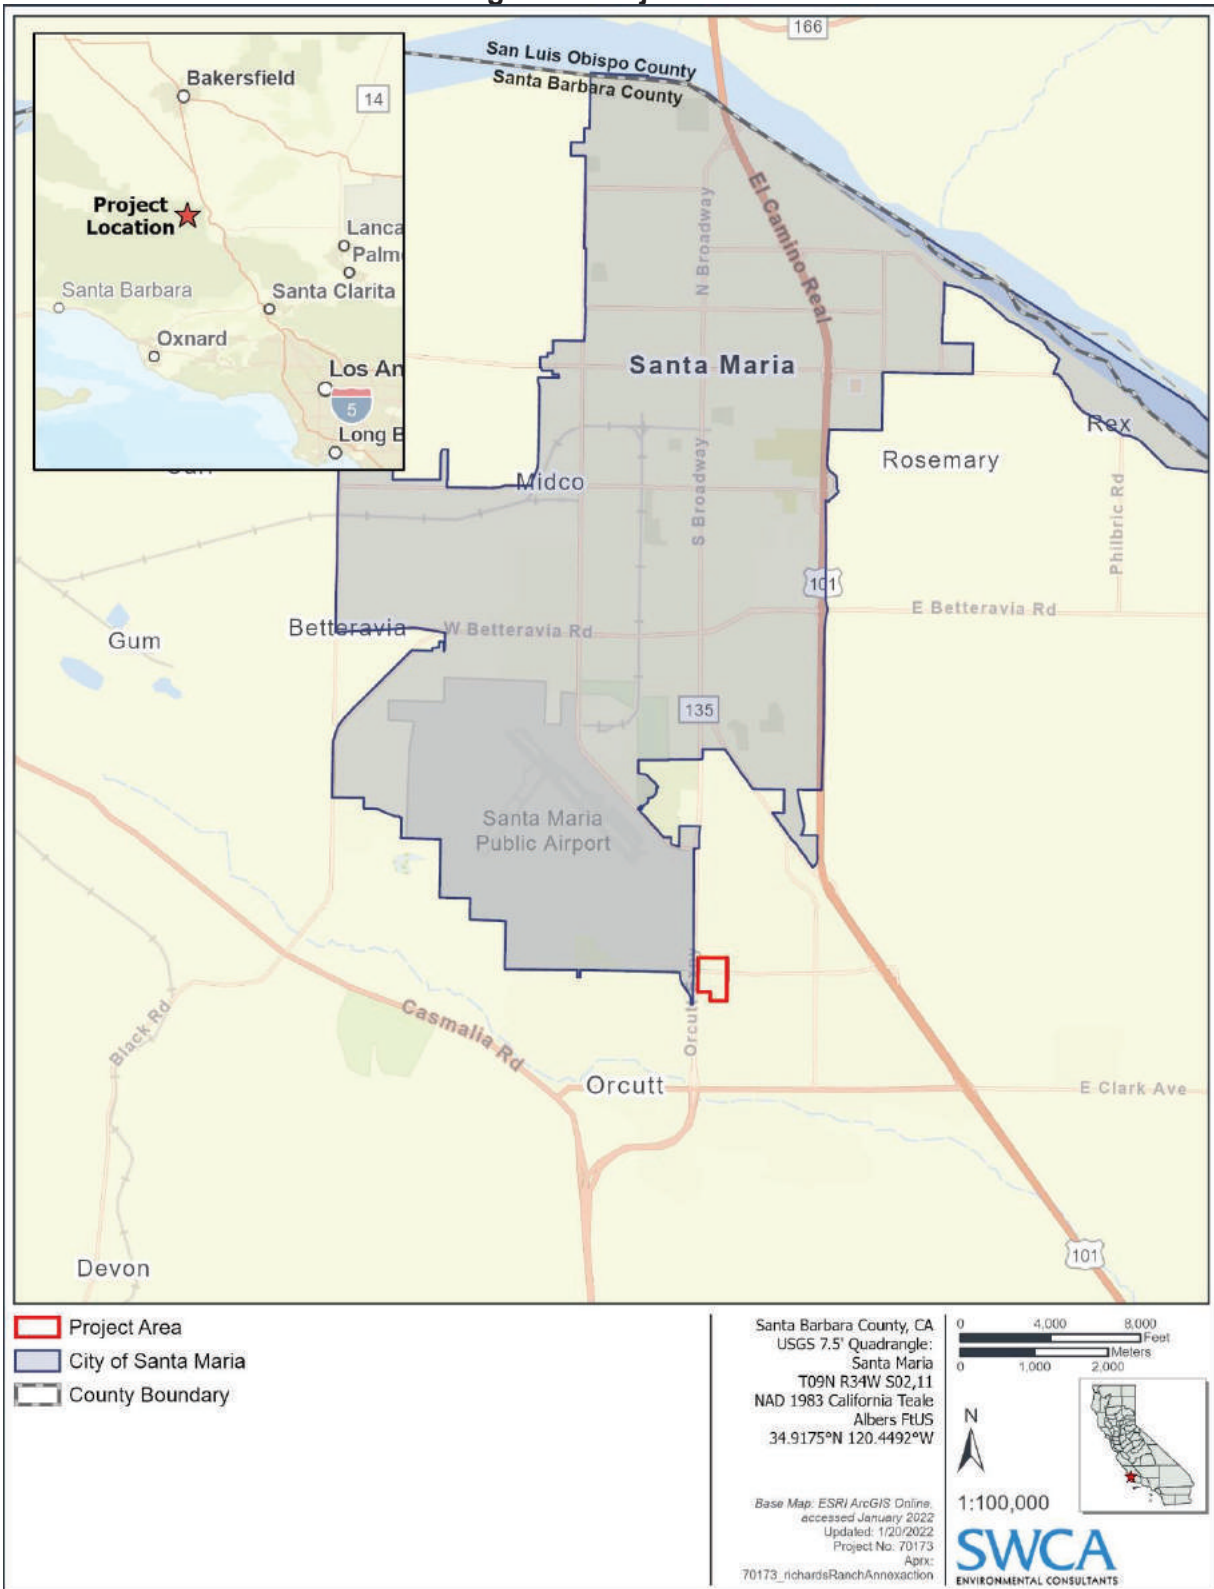 166
San Luis Obispo County
Santa Barbara County
Bakersfield
14
Project
Location
Lanca
Palm
Santa Barbara
Santa Clarita
Oxnard
Los An
5
Long B
El Camino Real
N Broadway
Santa Maria
Rex
Rosemary
Midco
S Broadway
Philbric Rd
101
E Betteravia Rd
Betteravia
W Betteravia Rd
Gum
135
Santa Maria
Public Airport
Black Rd
Casmalia Rd
Orcutt
E Clark Ave
101
Devon
Project Area
City of Santa Maria
County Boundary
Santa Barbara County, CA
USGS 7.5' Quadrangle:
Santa Maria
T09N R34W S02,11
NAD 1983 California Teale
Albers FtUS
34.9175°N 120.4492°W
Base Map: ESRI ArcGIS Online,
accessed January 2022
Updated: 1/20/2022
Project No. 70173
Aprx:
70173_richardsRanchAnnexaction
0 4,000 8,000
Feet
Meters
0 1,000 2,000
N
1:100,000
SWCA
ENVIRONMENTAL CONSULTANTS